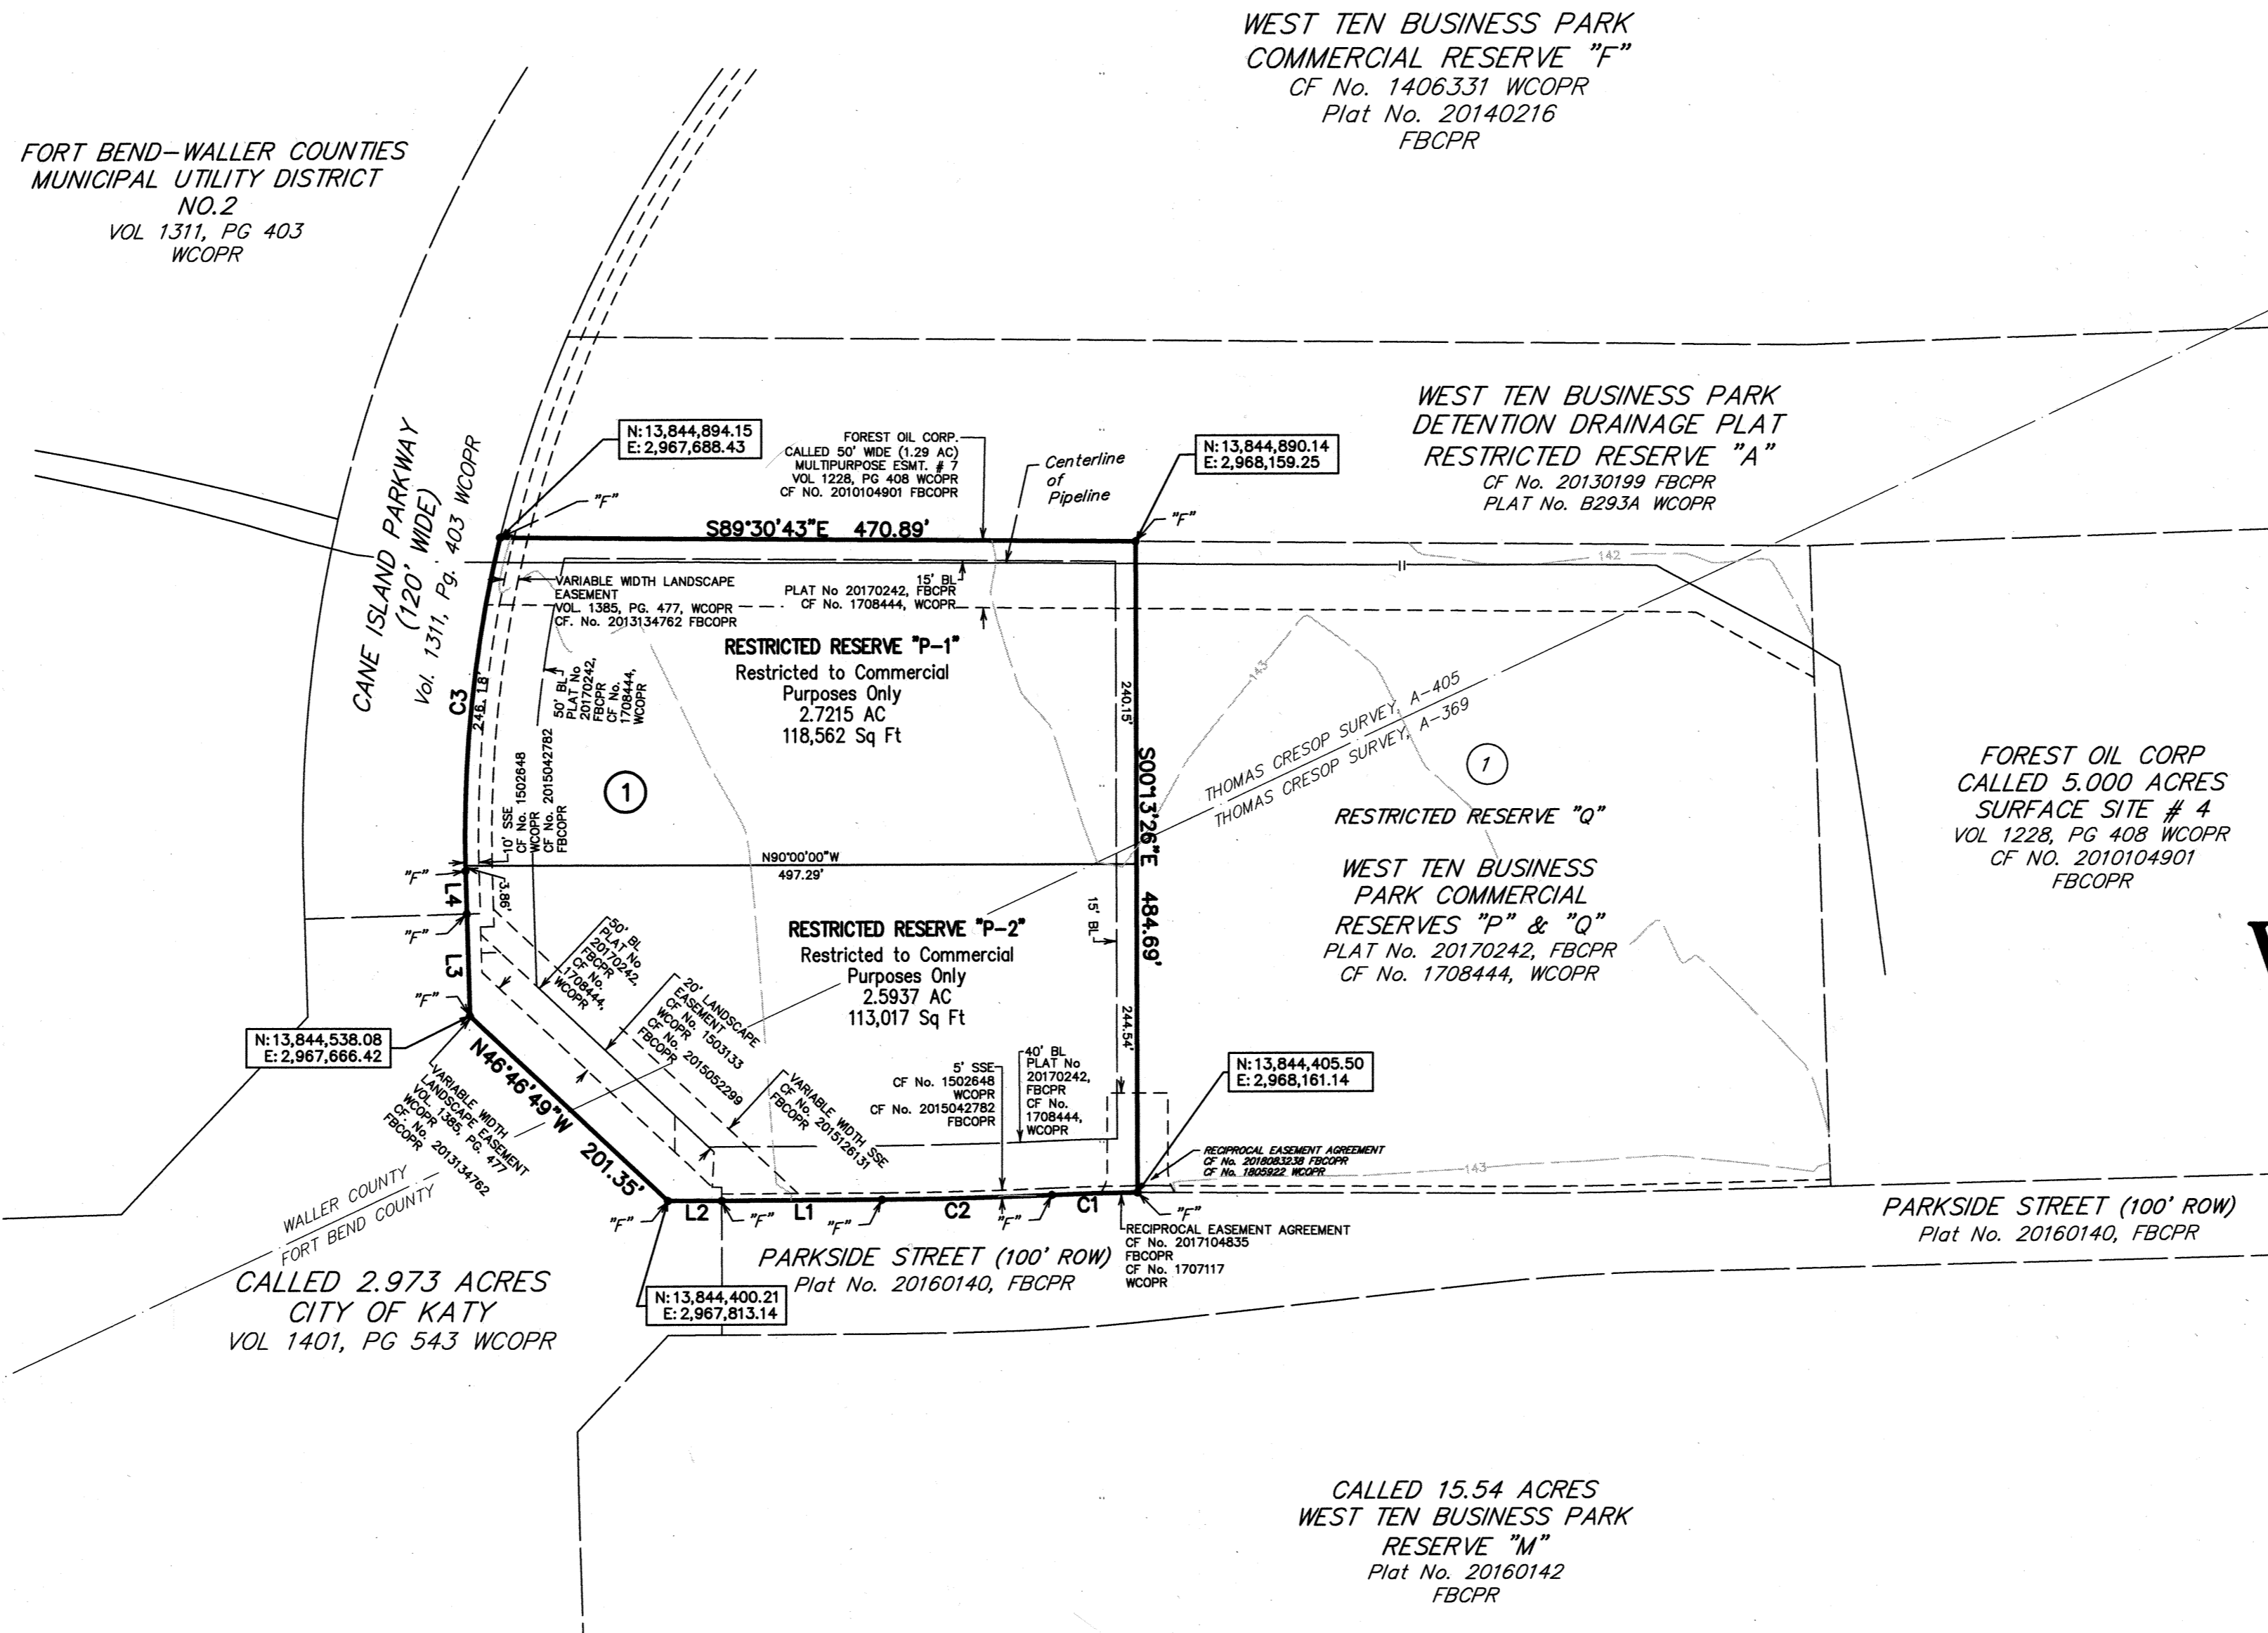 WEST TEN BUSINESS PARK
COMMERCIAL RESERVE "F"
CF No. 1406331 WCOPR
Plat No. 20140216
FBCPR
FORT BEND-WALLER COUNTIES
MUNICIPAL UTILITY DISTRICT
NO.2
VOL 1311, PG 403
WCOPR
CANE ISLAND PARKWAY
(120' WIDE)
Vol. 1311, Pg. 403 WCOPR
N: 13,844,894.15
E: 2,967,688.43
FOREST OIL CORP.
CALLED 50' WIDE (1.29 AC)
MULTIPURPOSE ESMT. # 7
VOL 1228, PG 408 WCOPR
CF NO. 2010104901 FBCOPR
Centerline
of
Pipeline
N: 13,844,890.14
E: 2,968,159.25
WEST TEN BUSINESS PARK
DETENTION DRAINAGE PLAT
RESTRICTED RESERVE "A"
CF No. 20130199 FBCPR
PLAT No. B293A WCOPR
"F"
S89°30'43"E 470.89'
"F"
142
VARIABLE WIDTH LANDSCAPE
EASEMENT
VOL. 1385, PG. 477, WCOPR
CF. No. 2013134762 FBCOPR
15' BL
PLAT No 20170242, FBCPR
CF No. 1708444, WCOPR
RESTRICTED RESERVE "P-1"
Restricted to Commercial
Purposes Only
2.7215 AC
118,562 Sq Ft
50' BL
PLAT No
20170242,
FBCPR
CF No.
1708444,
WCOPR
C3
246.18'
10' SSE
CF No. 1502648
WCOPR
CF No. 2015042782
FBCOPR
1
240.15'
S00°13'26"E 484.69'
143
THOMAS CRESOP SURVEY, A-405
THOMAS CRESOP SURVEY, A-369
1
RESTRICTED RESERVE "Q"
WEST TEN BUSINESS
PARK COMMERCIAL
RESERVES "P" & "Q"
PLAT No. 20170242, FBCPR
CF No. 1708444, WCOPR
FOREST OIL CORP
CALLED 5.000 ACRES
SURFACE SITE # 4
VOL 1228, PG 408 WCOPR
CF NO. 2010104901
FBCOPR
N90°00'00"W
497.29'
"F"
L4
3.86'
"F"
L3
"F"
15' BL
RESTRICTED RESERVE "P-2"
Restricted to Commercial
Purposes Only
2.5937 AC
113,017 Sq Ft
50' BL
PLAT No
20170242,
FBCPR
CF No.
1708444,
WCOPR
20' LANDSCAPE
EASEMENT
CF No. 1503133
WCOPR
CF No. 2015052299
FBCOPR
VARIABLE WIDTH SSE
CF No. 2015126131
FBCOPR
244.54'
N: 13,844,538.08
E: 2,967,666.42
N46°46'49"W 201.35'
VARIABLE WIDTH
LANDSCAPE EASEMENT
VOL. 1385, PG. 477
WCOPR
CF No. 2013134762
FBCOPR
5' SSE
CF No. 1502648
WCOPR
CF No. 2015042782
FBCOPR
40' BL
PLAT No
20170242,
FBCPR
CF No.
1708444,
WCOPR
N: 13,844,405.50
E: 2,968,161.14
RECIPROCAL EASEMENT AGREEMENT
CF No. 2018083238 FBCOPR
CF No. 1805922 WCOPR
143
WALLER COUNTY
FORT BEND COUNTY
"F"
L2
"F"
L1
"F"
C2
"F"
C1
"F"
RECIPROCAL EASEMENT AGREEMENT
CF No. 2017104835
FBCOPR
CF No. 1707117
WCOPR
PARKSIDE STREET (100' ROW)
Plat No. 20160140, FBCPR
PARKSIDE STREET (100' ROW)
Plat No. 20160140, FBCPR
CALLED 2.973 ACRES
CITY OF KATY
VOL 1401, PG 543 WCOPR
N: 13,844,400.21
E: 2,967,813.14
CALLED 15.54 ACRES
WEST TEN BUSINESS PARK
RESERVE "M"
Plat No. 20160142
FBCPR